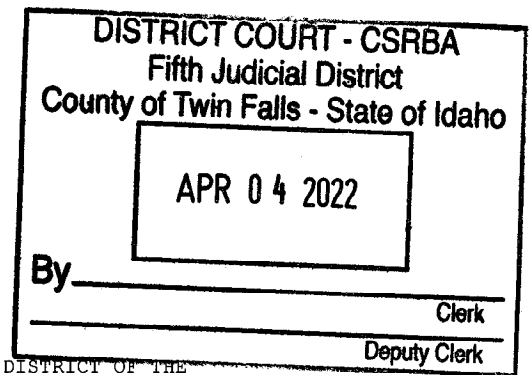 DISTRICT COURT - CSRBA
Fifth Judicial District
County of Twin Falls - State of Idaho
APR 04 2022
By
Clerk
Deputy Clerk
DISTRICT OF THE